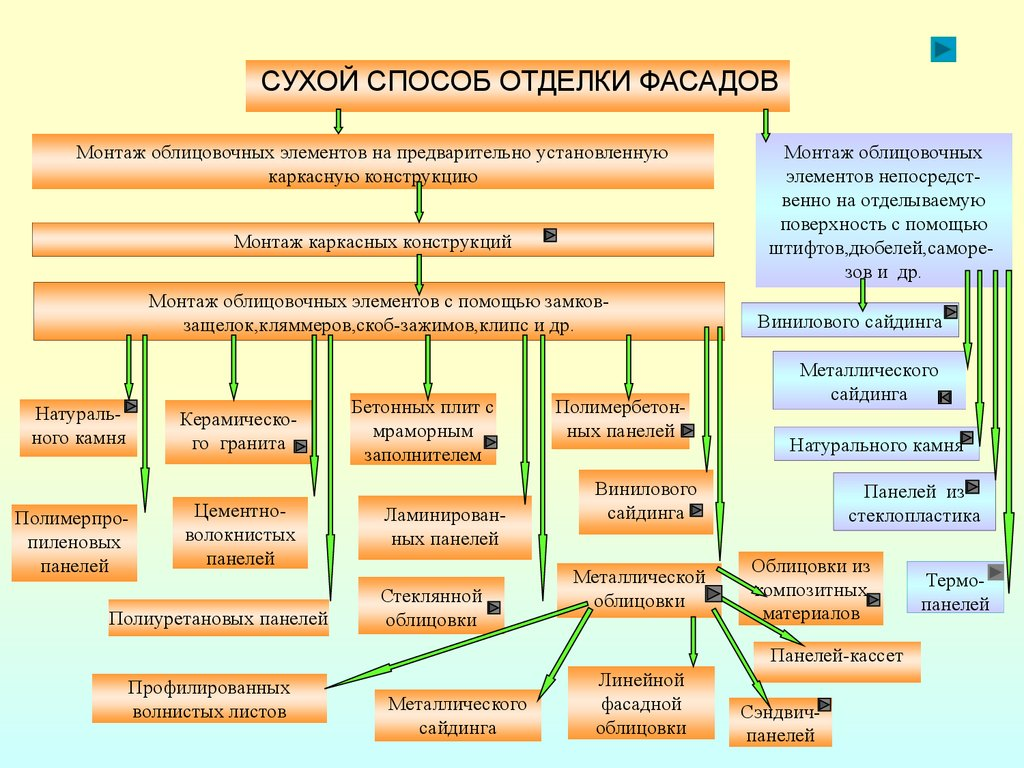 СУХОЙ СПОСОБ ОТДЕЛКИ ФАСАДОВ
Монтаж облицовочных элементов на предварительно установленную
каркасную конструкцию
Монтаж каркасных конструкций
Монтаж облицовочных элементов с помощью замков-
защелок,кляммеров,скоб-зажимов,клипс и др.
Монтаж облицовочных
элементов непосредст-
венно на отделываемую
поверхность с помощью
штифтов,дюбелей,саморе-
зов и др.
Винилового сайдинга
Металлического
сайдинга
Натурального камня
Панелей из
стеклопластика
Термо-
панелей
Натураль-
ного камня
Керамическо-
го гранита
Бетонных плит с
мраморным
заполнителем
Полимербетон-
ных панелей
Полимерпро-
пиленовых
панелей
Цементно-
волокнистых
панелей
Ламинирован-
ных панелей
Винилового
сайдинга
Полиуретановых панелей
Стеклянной
облицовки
Металлической
облицовки
Облицовки из
композитных
материалов
Панелей-кассет
Профилированных
волнистых листов
Металлического
сайдинга
Линейной
фасадной
облицовки
Сэндвич-
панелей